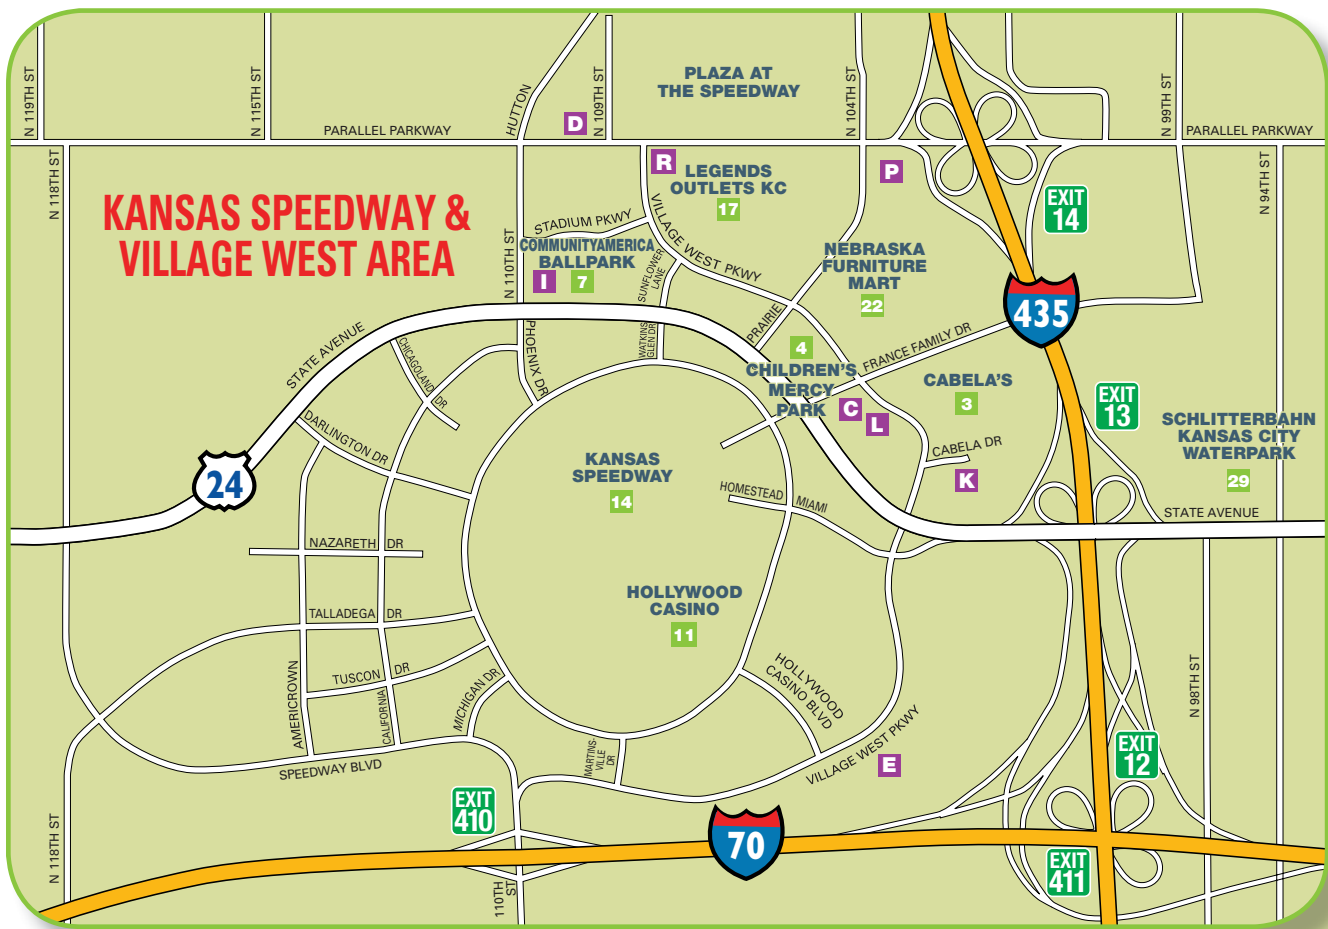 KANSAS SPEEDWAY &
VILLAGE WEST AREA
N 119TH ST
N 115TH ST
HUTTON
N 109TH ST
D
PLAZA AT
THE SPEEDWAY
N 104TH ST
N 99TH ST
PARALLEL PARKWAY
PARALLEL PARKWAY
N 118TH ST
R
LEGENDS
OUTLETS KC
17
P
EXIT
14
N 94TH ST
STADIUM PKWY
VILLAGE WEST PKWY
N 110TH ST
COMMUNITYAMERICA
BALLPARK
I
7
SUNFLOWER
LANE
NEBRASKA
FURNITURE
MART
22
435
STATE AVENUE
CHICAGOLAND DR
PHOENIX DR
WATKINS
GLEN DR
PRAIRIE
4
CHILDREN'S
MERCY
PARK
FRANCE FAMILY DR
CABELA'S
3
C
L
EXIT
13
SCHLITTERBAHN
KANSAS CITY
WATERPARK
29
DARLINGTON DR
24
KANSAS
SPEEDWAY
14
CABELA DR
K
HOMESTEAD
MIAMI
STATE AVENUE
NAZARETH DR
HOLLYWOOD
CASINO
11
TALLADEGA DR
TUSCON DR
AMERICROWN
CALIFORNIA
MICHIGAN DR
HOLLYWOOD
CASINO BLVD
N 98TH ST
SPEEDWAY BLVD
MARTINS-
VILLE
DR
VILLAGE WEST PKWY
E
EXIT
12
EXIT
410
N 118TH ST
70
EXIT
411
110TH
ST